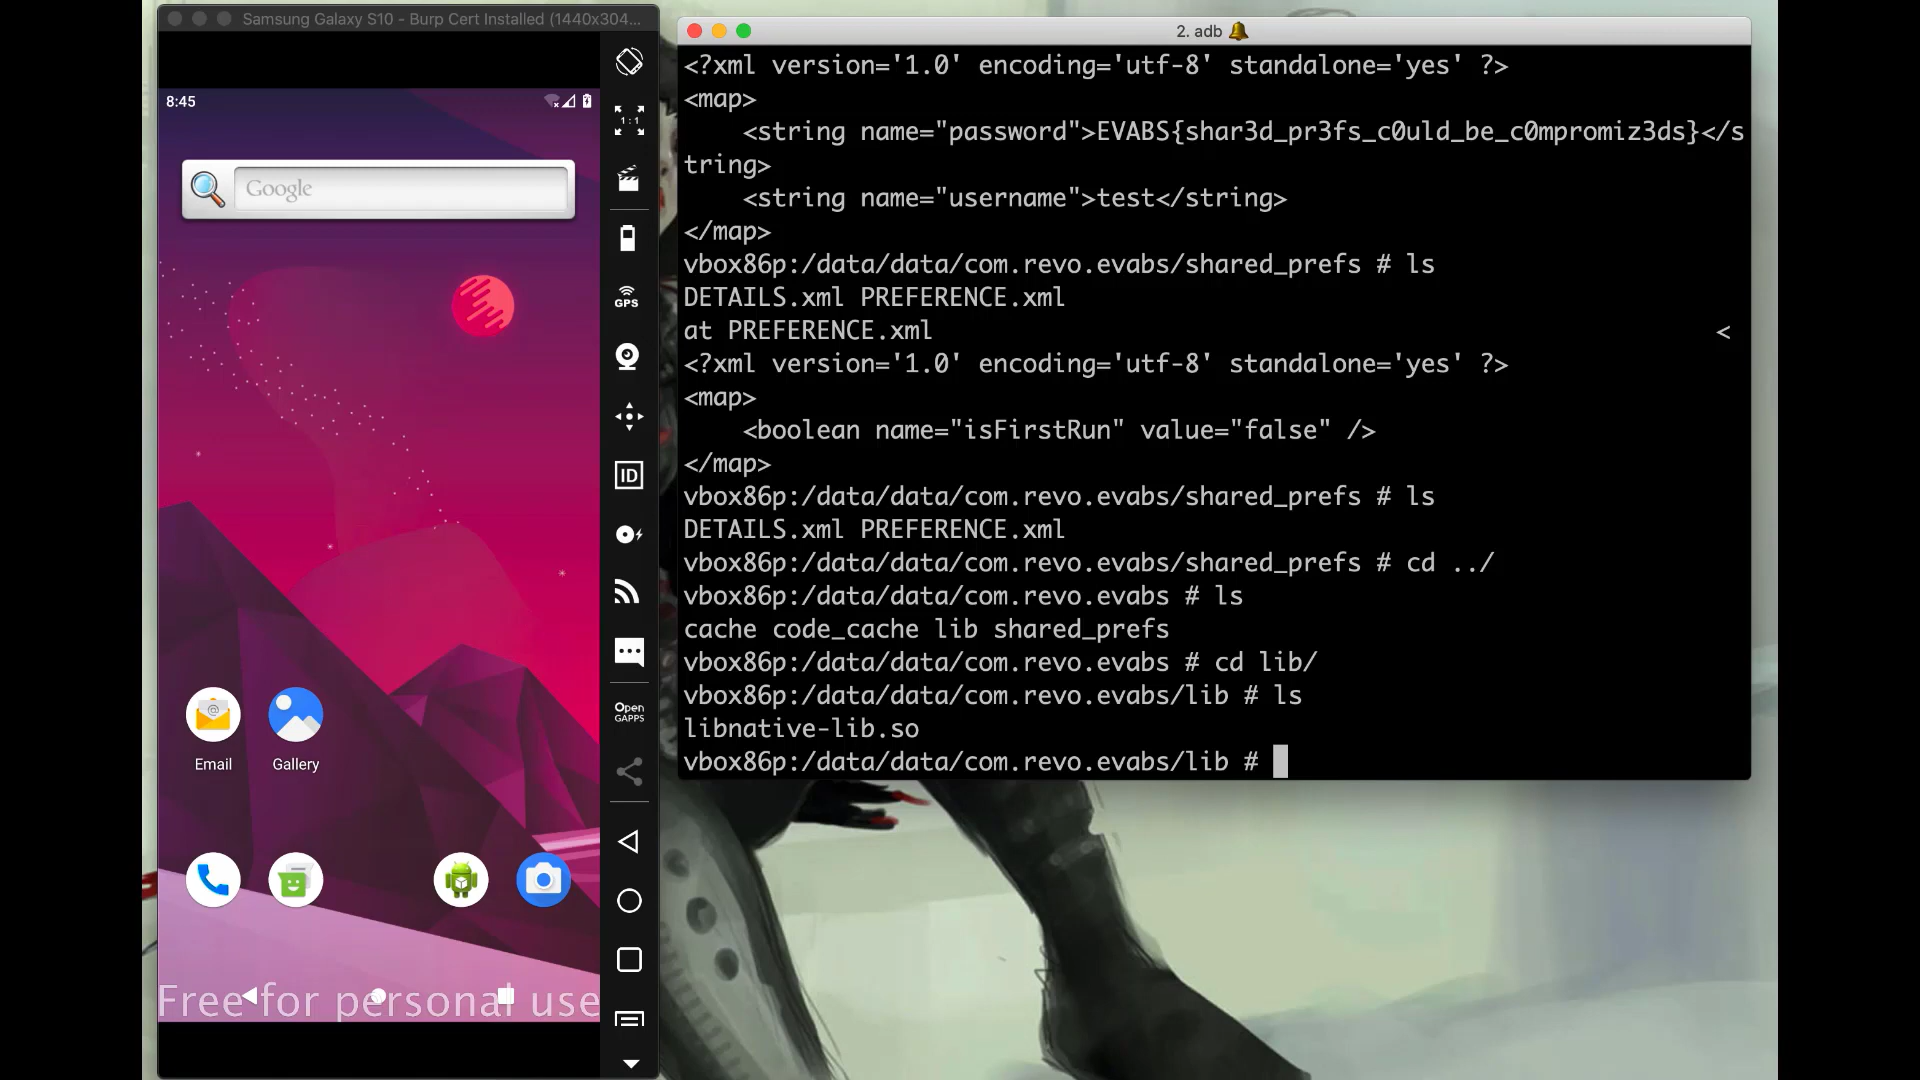 Samsung Galaxy S10 - Burp Cert Installed (1440x304...
8:45
Google
1:1
GPS
ID
Open
GAPPS
Email
Gallery
Free for personal use
2. adb
<?xml version='1.0' encoding='utf-8' standalone='yes' ?>
<map>
<string name="password">EVABS{shar3d_pr3fs_c0uld_be_c0mpromiz3ds}</s
tring>
<string name="username">test</string>
</map>
vbox86p:/data/data/com.revo.evabs/shared_prefs # ls
DETAILS.xml PREFERENCE.xml
at PREFERENCE.xml <
<?xml version='1.0' encoding='utf-8' standalone='yes' ?>
<map>
<boolean name="isFirstRun" value="false" />
</map>
vbox86p:/data/data/com.revo.evabs/shared_prefs # ls
DETAILS.xml PREFERENCE.xml
vbox86p:/data/data/com.revo.evabs/shared_prefs # cd ../
vbox86p:/data/data/com.revo.evabs # ls
cache code_cache lib shared_prefs
vbox86p:/data/data/com.revo.evabs # cd lib/
vbox86p:/data/data/com.revo.evabs/lib # ls
libnative-lib.so
vbox86p:/data/data/com.revo.evabs/lib #